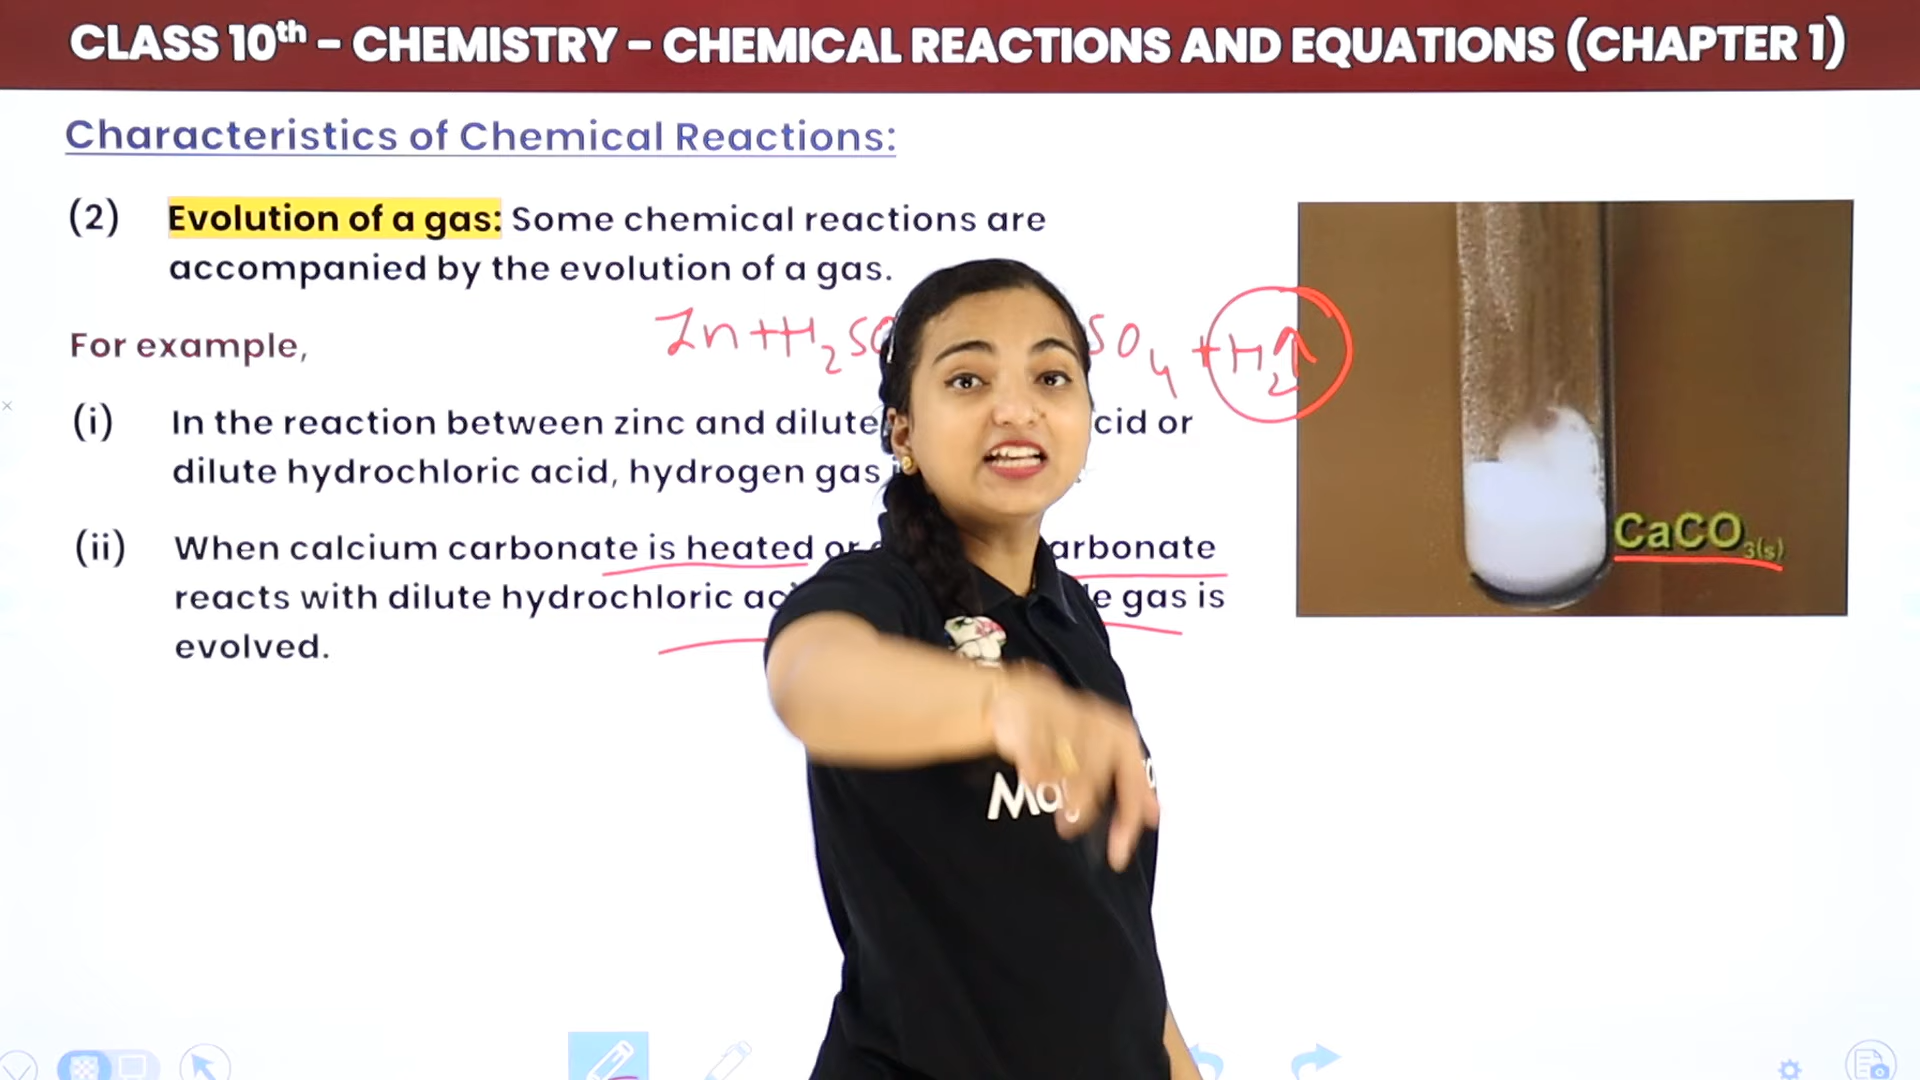 CLASS 10th – CHEMISTRY – CHEMICAL REACTIONS AND EQUATIONS (CHAPTER 1)
Characteristics of Chemical Reactions:
(2) Evolution of a gas: Some chemical reactions are
accompanied by the evolution of a gas.
Zn + H2SO SO4 + H2↑
For example,
(i) In the reaction between zinc and dilute cid or
dilute hydrochloric acid, hydrogen gas
(ii) When calcium carbonate is heated or arbonate
reacts with dilute hydrochloric gas is
evolved.
CaCO3(s)